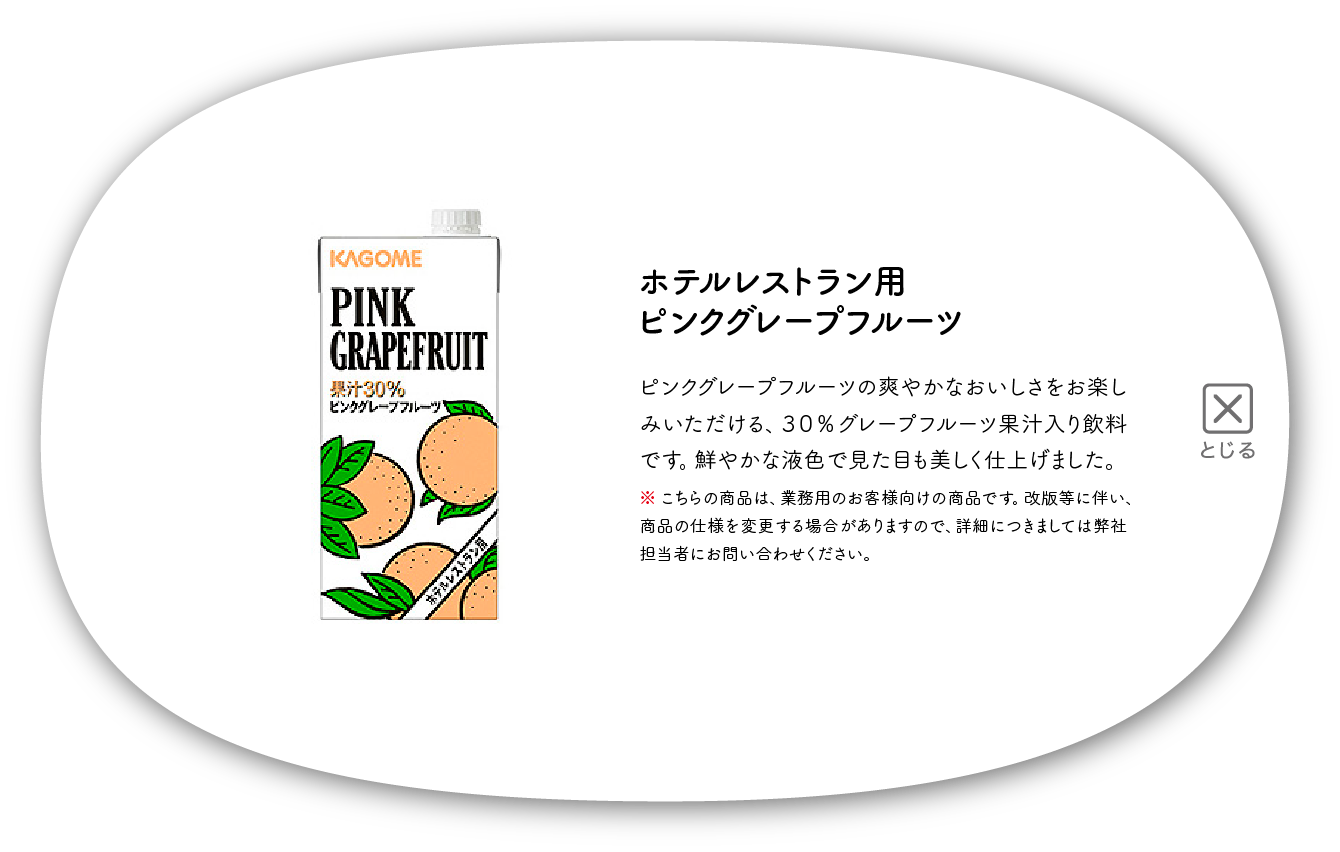 KAGOME
PINK
GRAPEFRUIT
果汁30%
ピンクグレープフルーツ
ホテルレストラン用
ホテルレストラン用
ピンクグレープフルーツ
ピンクグレープフルーツの爽やかなおいしさをお楽し
みいただける、30%グレープフルーツ果汁入り飲料
です。鮮やかな液色で見た目も美しく仕上げました。
※ こちらの商品は、業務用のお客様向けの商品です。改版等に伴い、
商品の仕様を変更する場合がありますので、詳細につきましては弊社
担当者にお問い合わせください。
とじる